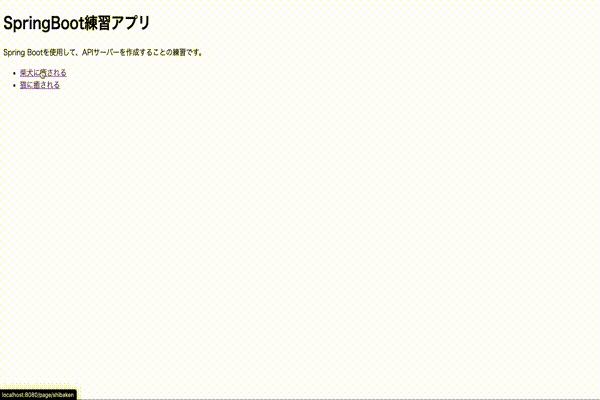 SpringBoot練習アプリ
Spring Bootを使用して、APIサーバーを作成することの練習です。
柴犬に癒される
猫に癒される
localhost:8080/page/shibaken